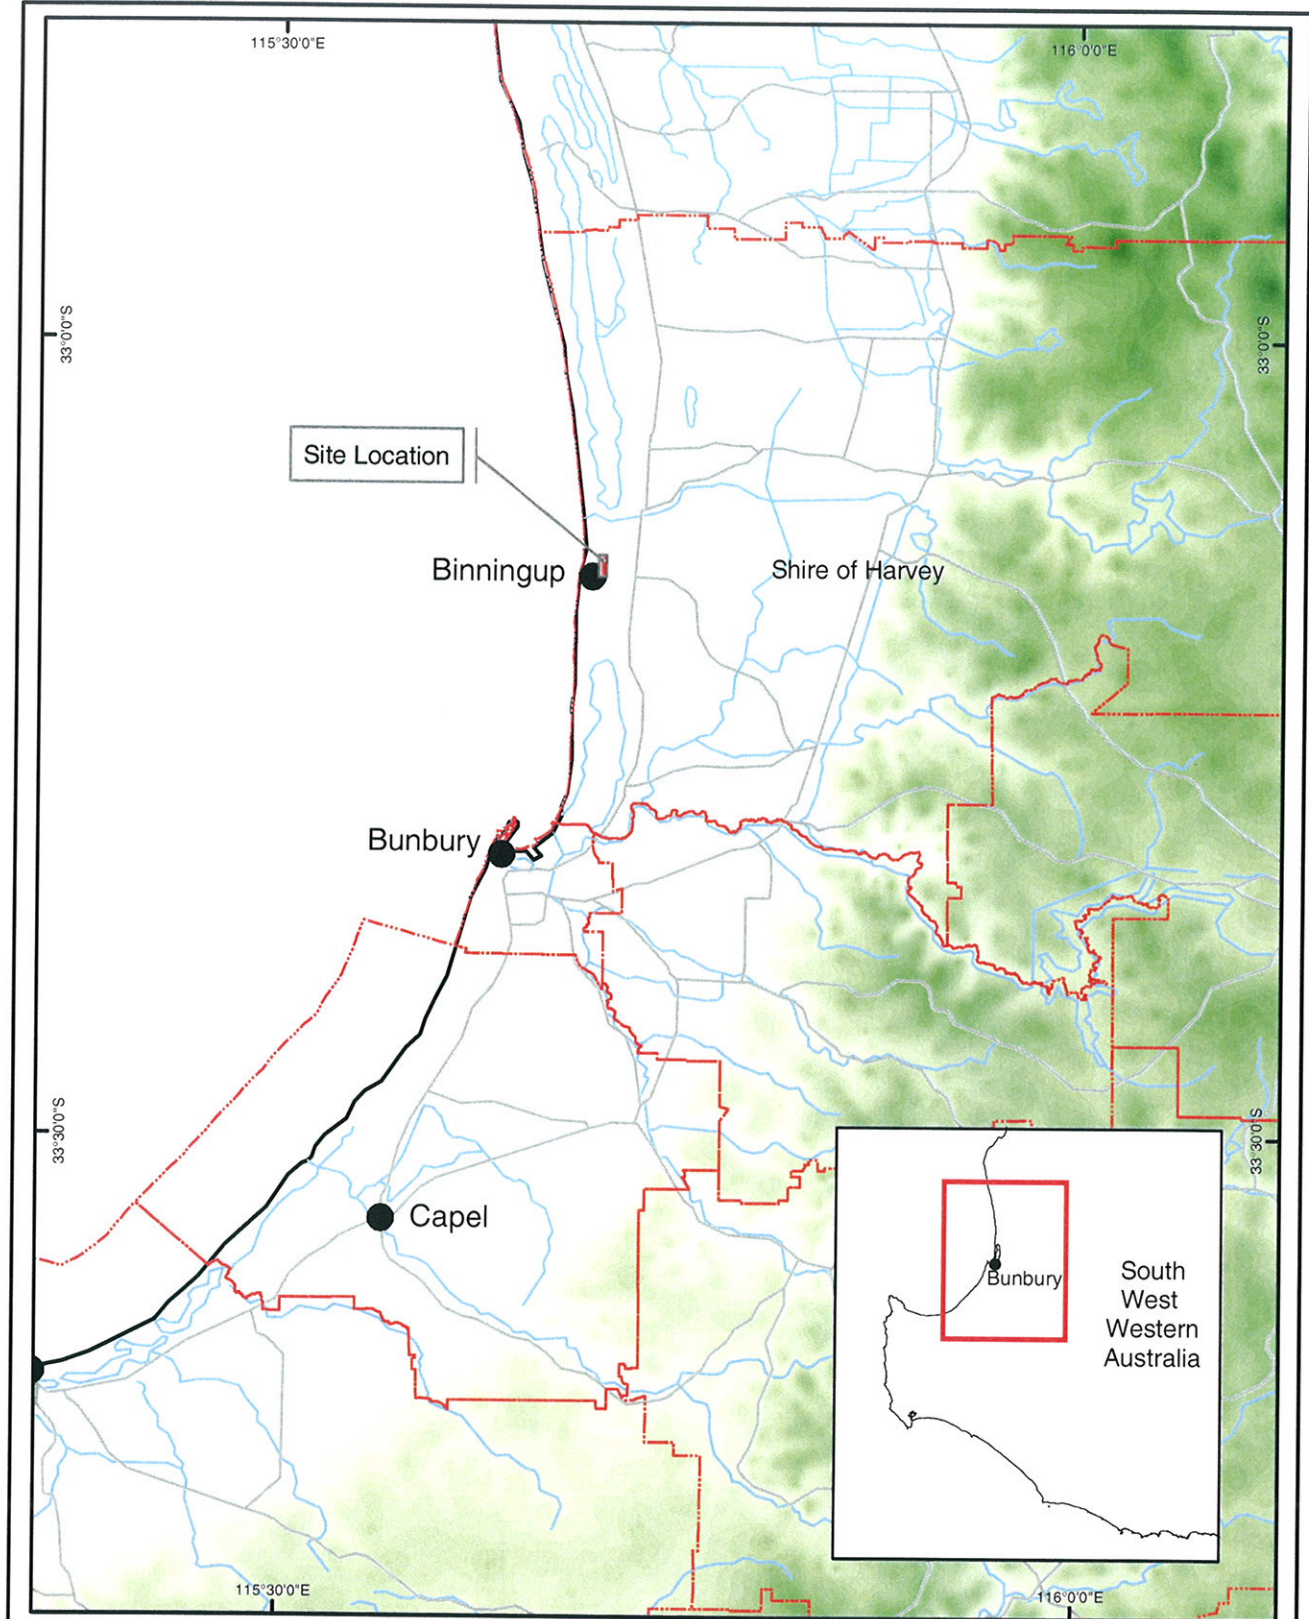 115°30'0"E
116°0'0"E
33°0'0"S
33°0'0"S
Site Location
Binningup
Shire of Harvey
Bunbury
33°30'0"S
33°30'0"S
Capel
Bunbury
South
West
Western
Australia
115°30'0"E
116°0'0"E